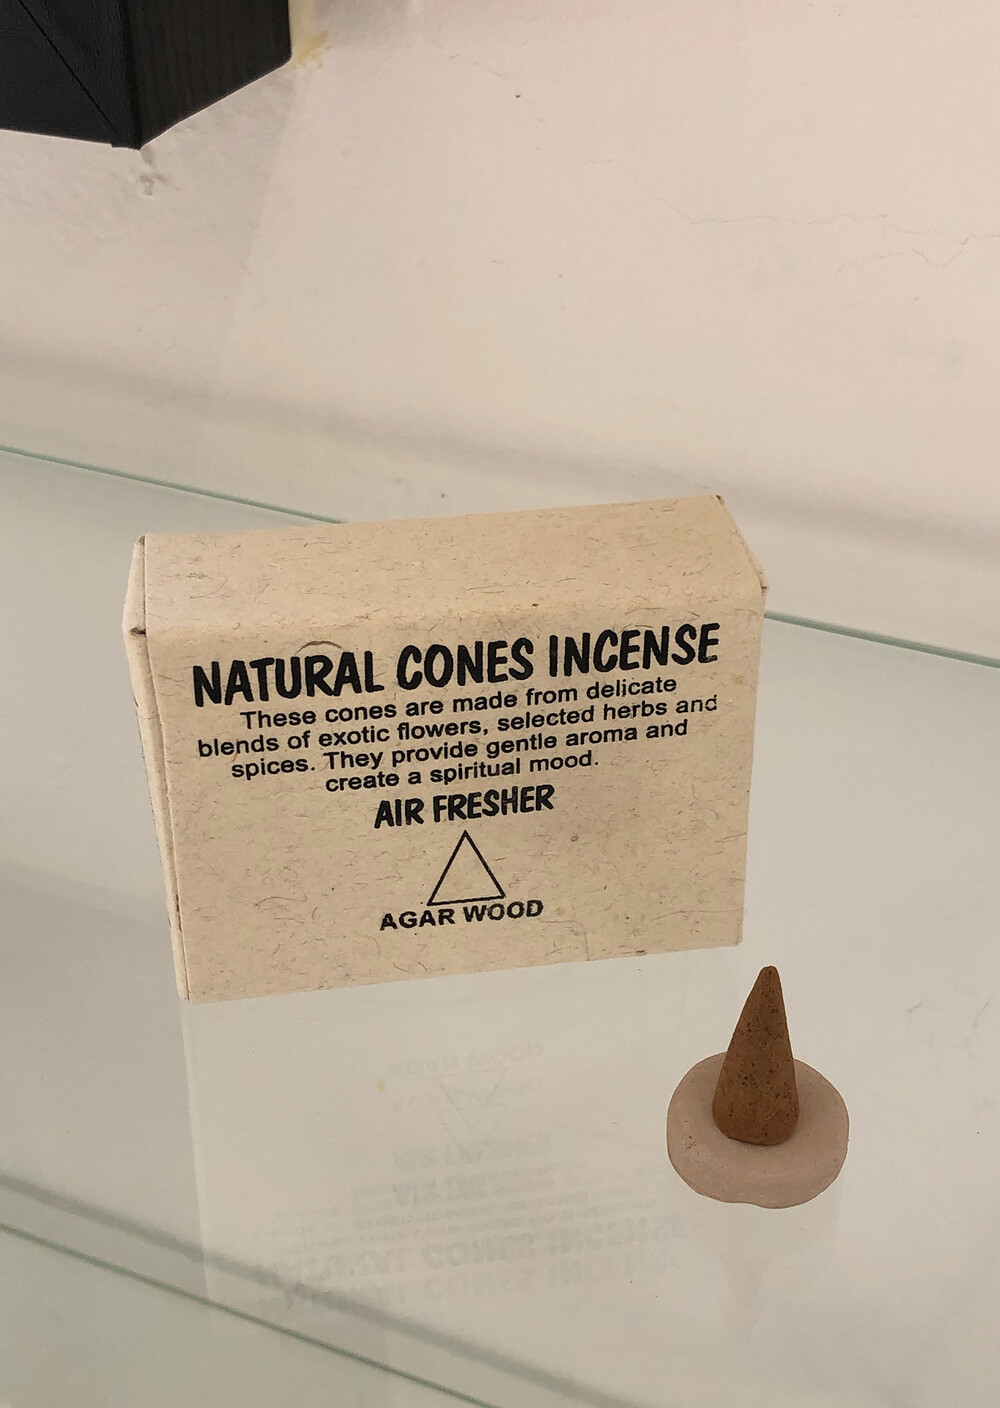 NATURAL CONES INCENSE
These cones are made from delicate
blends of exotic flowers, selected herbs and
spices. They provide gentle aroma and
create a spiritual mood.
AIR FRESHER
AGAR WOOD